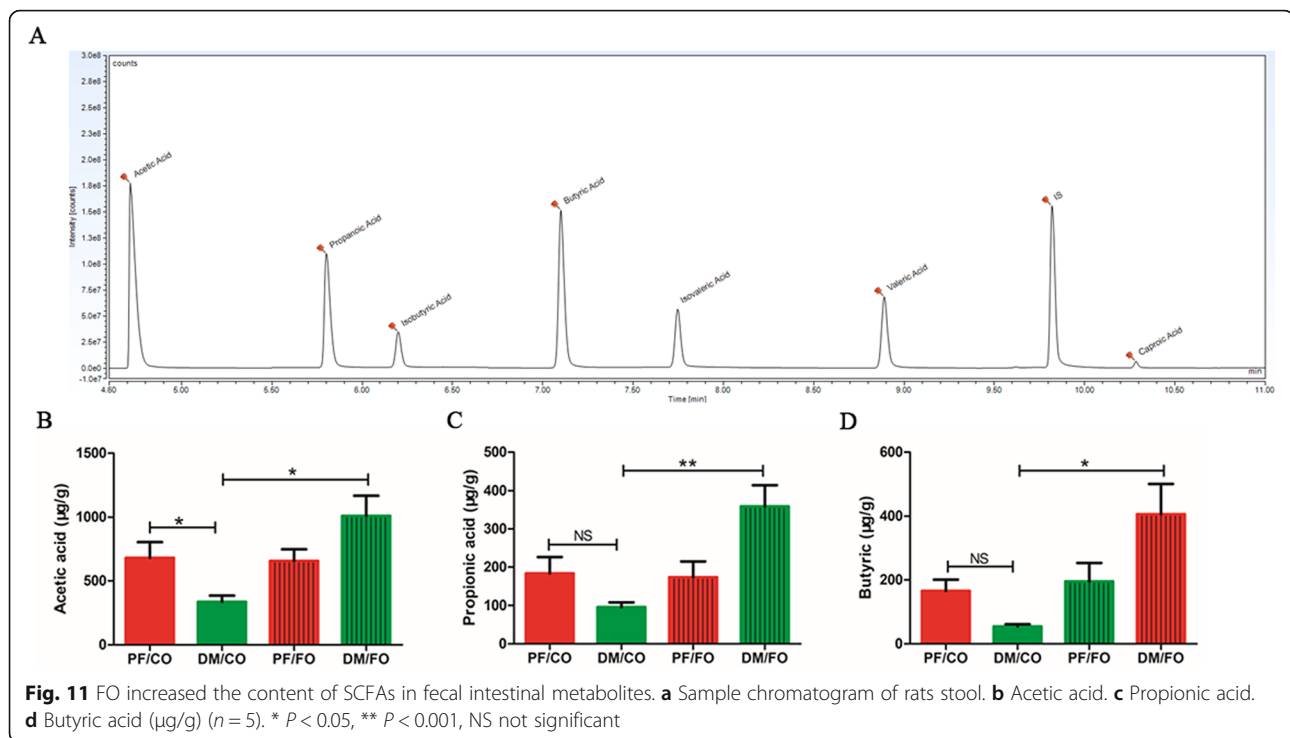 A
counts
3.0e8
2.8e8
2.5e8
2.3e8
2.0e8
1.8e8
1.5e8
1.3e8
1.0e8
7.5e7
5.0e7
2.5e7
0.0e0
-1.0e7
Intensity [counts]
Acetic Acid
Propanoic Acid
Isobutyric Acid
Butyric Acid
Isovaleric Acid
Valeric Acid
IS
Caproic Acid
min
4.60 5.00 5.50 6.00 6.50 7.00 7.50 8.00 8.50 9.00 9.50 10.00 10.50 11.00
Time [min]
B
Acetic acid (µg/g)
1500
1000
500
0
*
*
PF/CO DM/CO PF/FO DM/FO
C
Propionic acid (µg/g)
500
400
300
200
100
0
NS
**
PF/CO DM/CO PF/FO DM/FO
D
Butyric (µg/g)
600
400
200
0
NS
*
PF/CO DM/CO PF/FO DM/FO
Fig. 11 FO increased the content of SCFAs in fecal intestinal metabolites. a Sample chromatogram of rats stool. b Acetic acid. c Propionic acid.
d Butyric acid (µg/g) (n = 5). * P < 0.05, ** P < 0.001, NS not significant